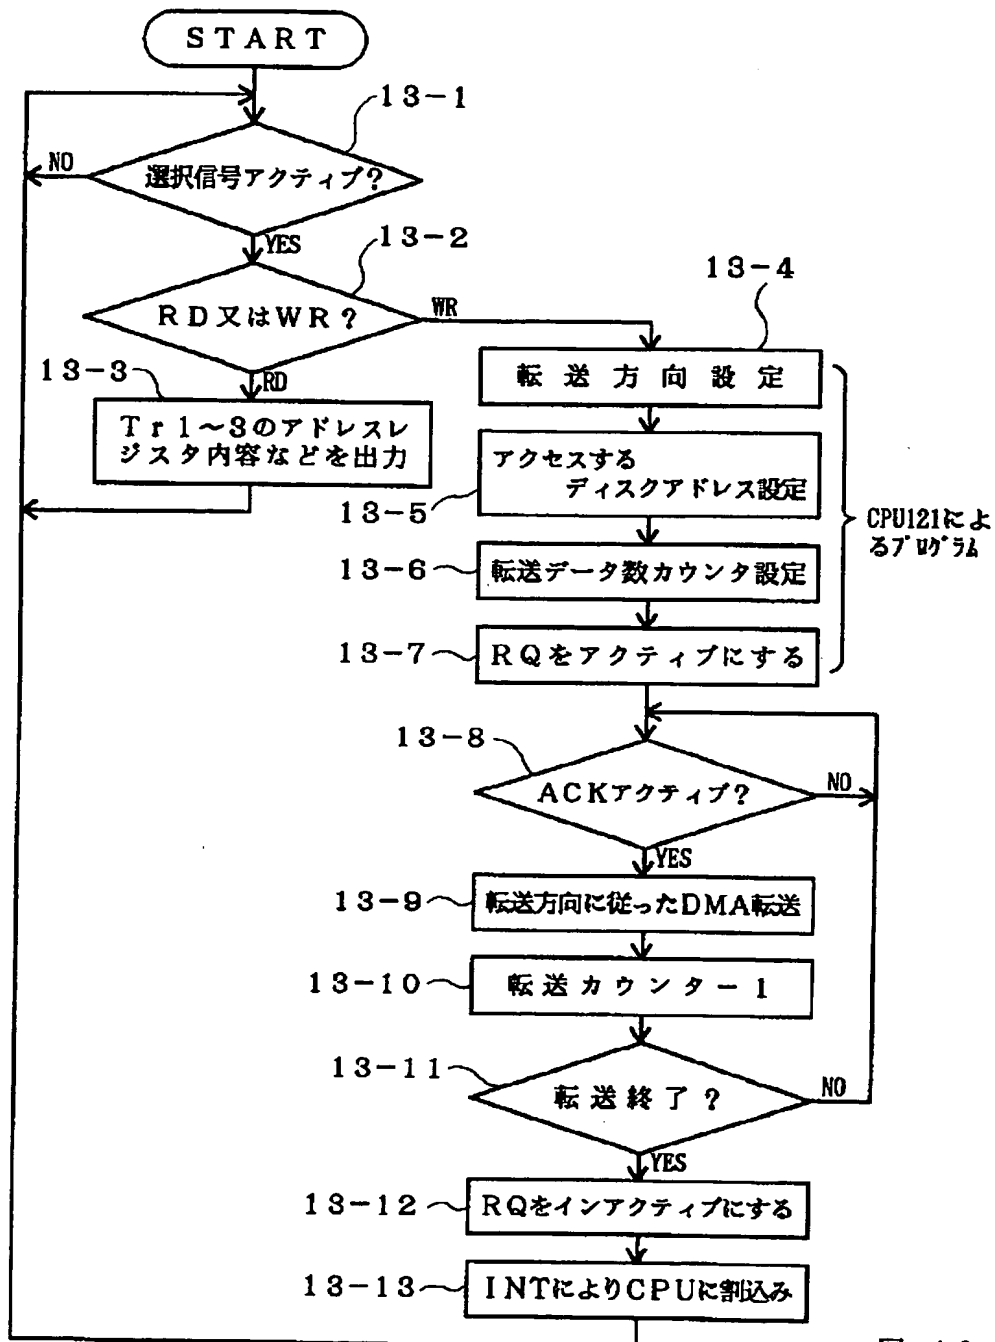 START
13-1
選択信号アクティブ?
NO
YES
13-2
RD又はWR?
WR
RD
13-3
Tr1~3のアドレスレ
ジスタ内容などを出力
13-4
転送方向設定
アクセスする
ディスクアドレス設定
13-5
13-6
転送データ数カウンタ設定
13-7
RQをアクティブにする
CPU121によ
るプログラム
13-8
ACKアクティブ?
NO
YES
13-9
転送方向に従ったDMA転送
13-10
転送カウンター1
13-11
転送終了?
NO
YES
13-12
RQをインアクティブにする
13-13
INTによりCPUに割込み